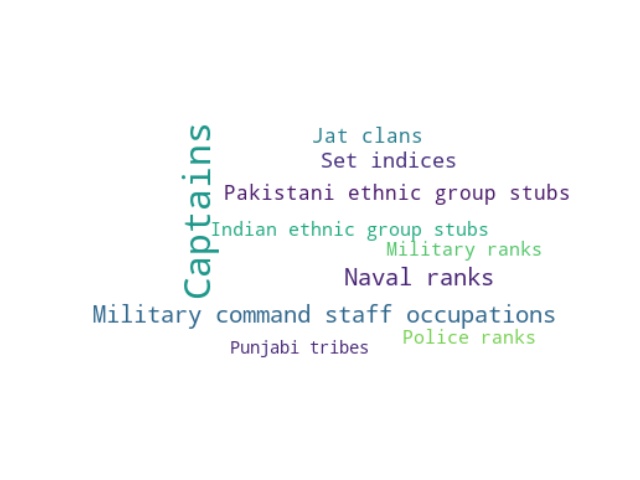 Captains
Jat clans
Set indices
Pakistani ethnic group stubs
Indian ethnic group stubs
Military ranks
Naval ranks
Military command staff occupations
Police ranks
Punjabi tribes